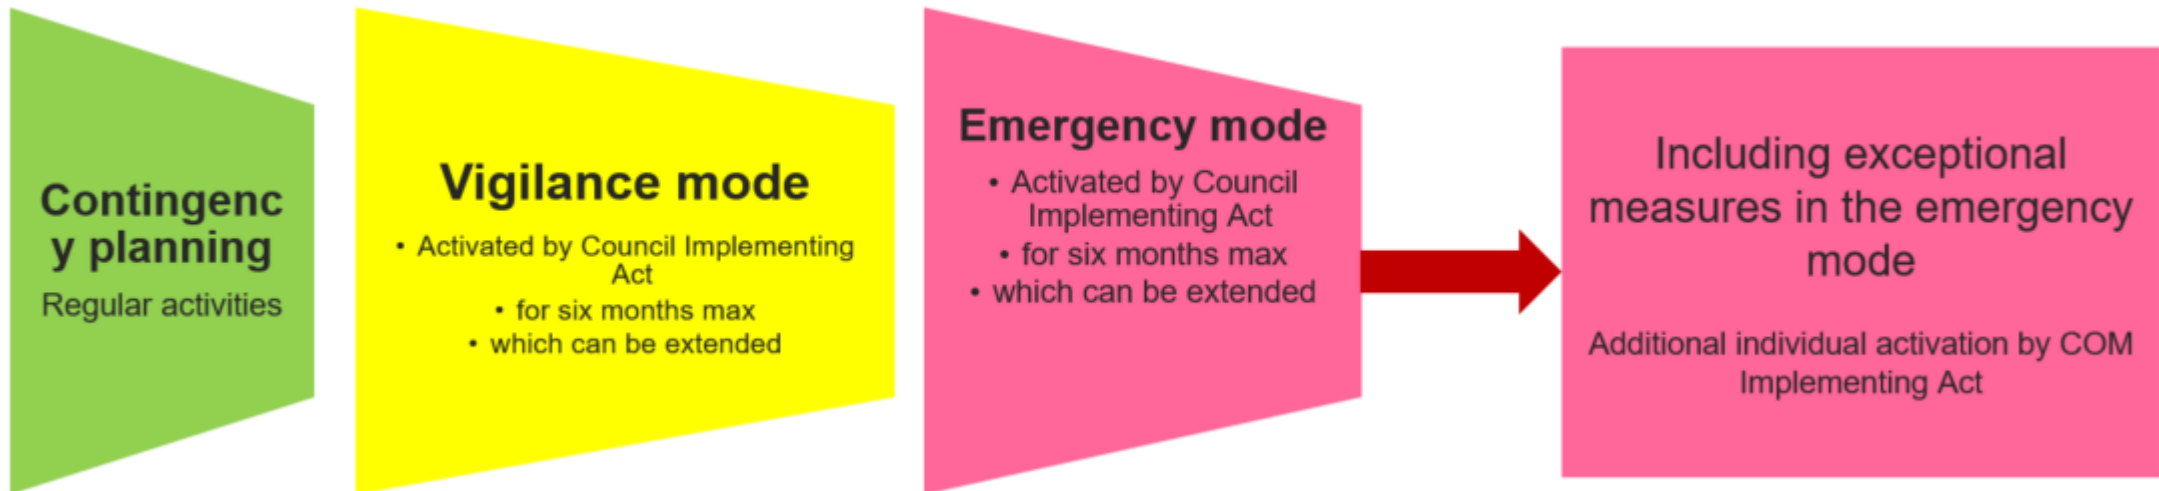 Contingenc
y planning
Regular activities
Vigilance mode
• Activated by Council Implementing
Act
• for six months max
• which can be extended
Emergency mode
• Activated by Council
Implementing Act
• for six months max
• which can be extended
Including exceptional
measures in the emergency
mode
Additional individual activation by COM
Implementing Act